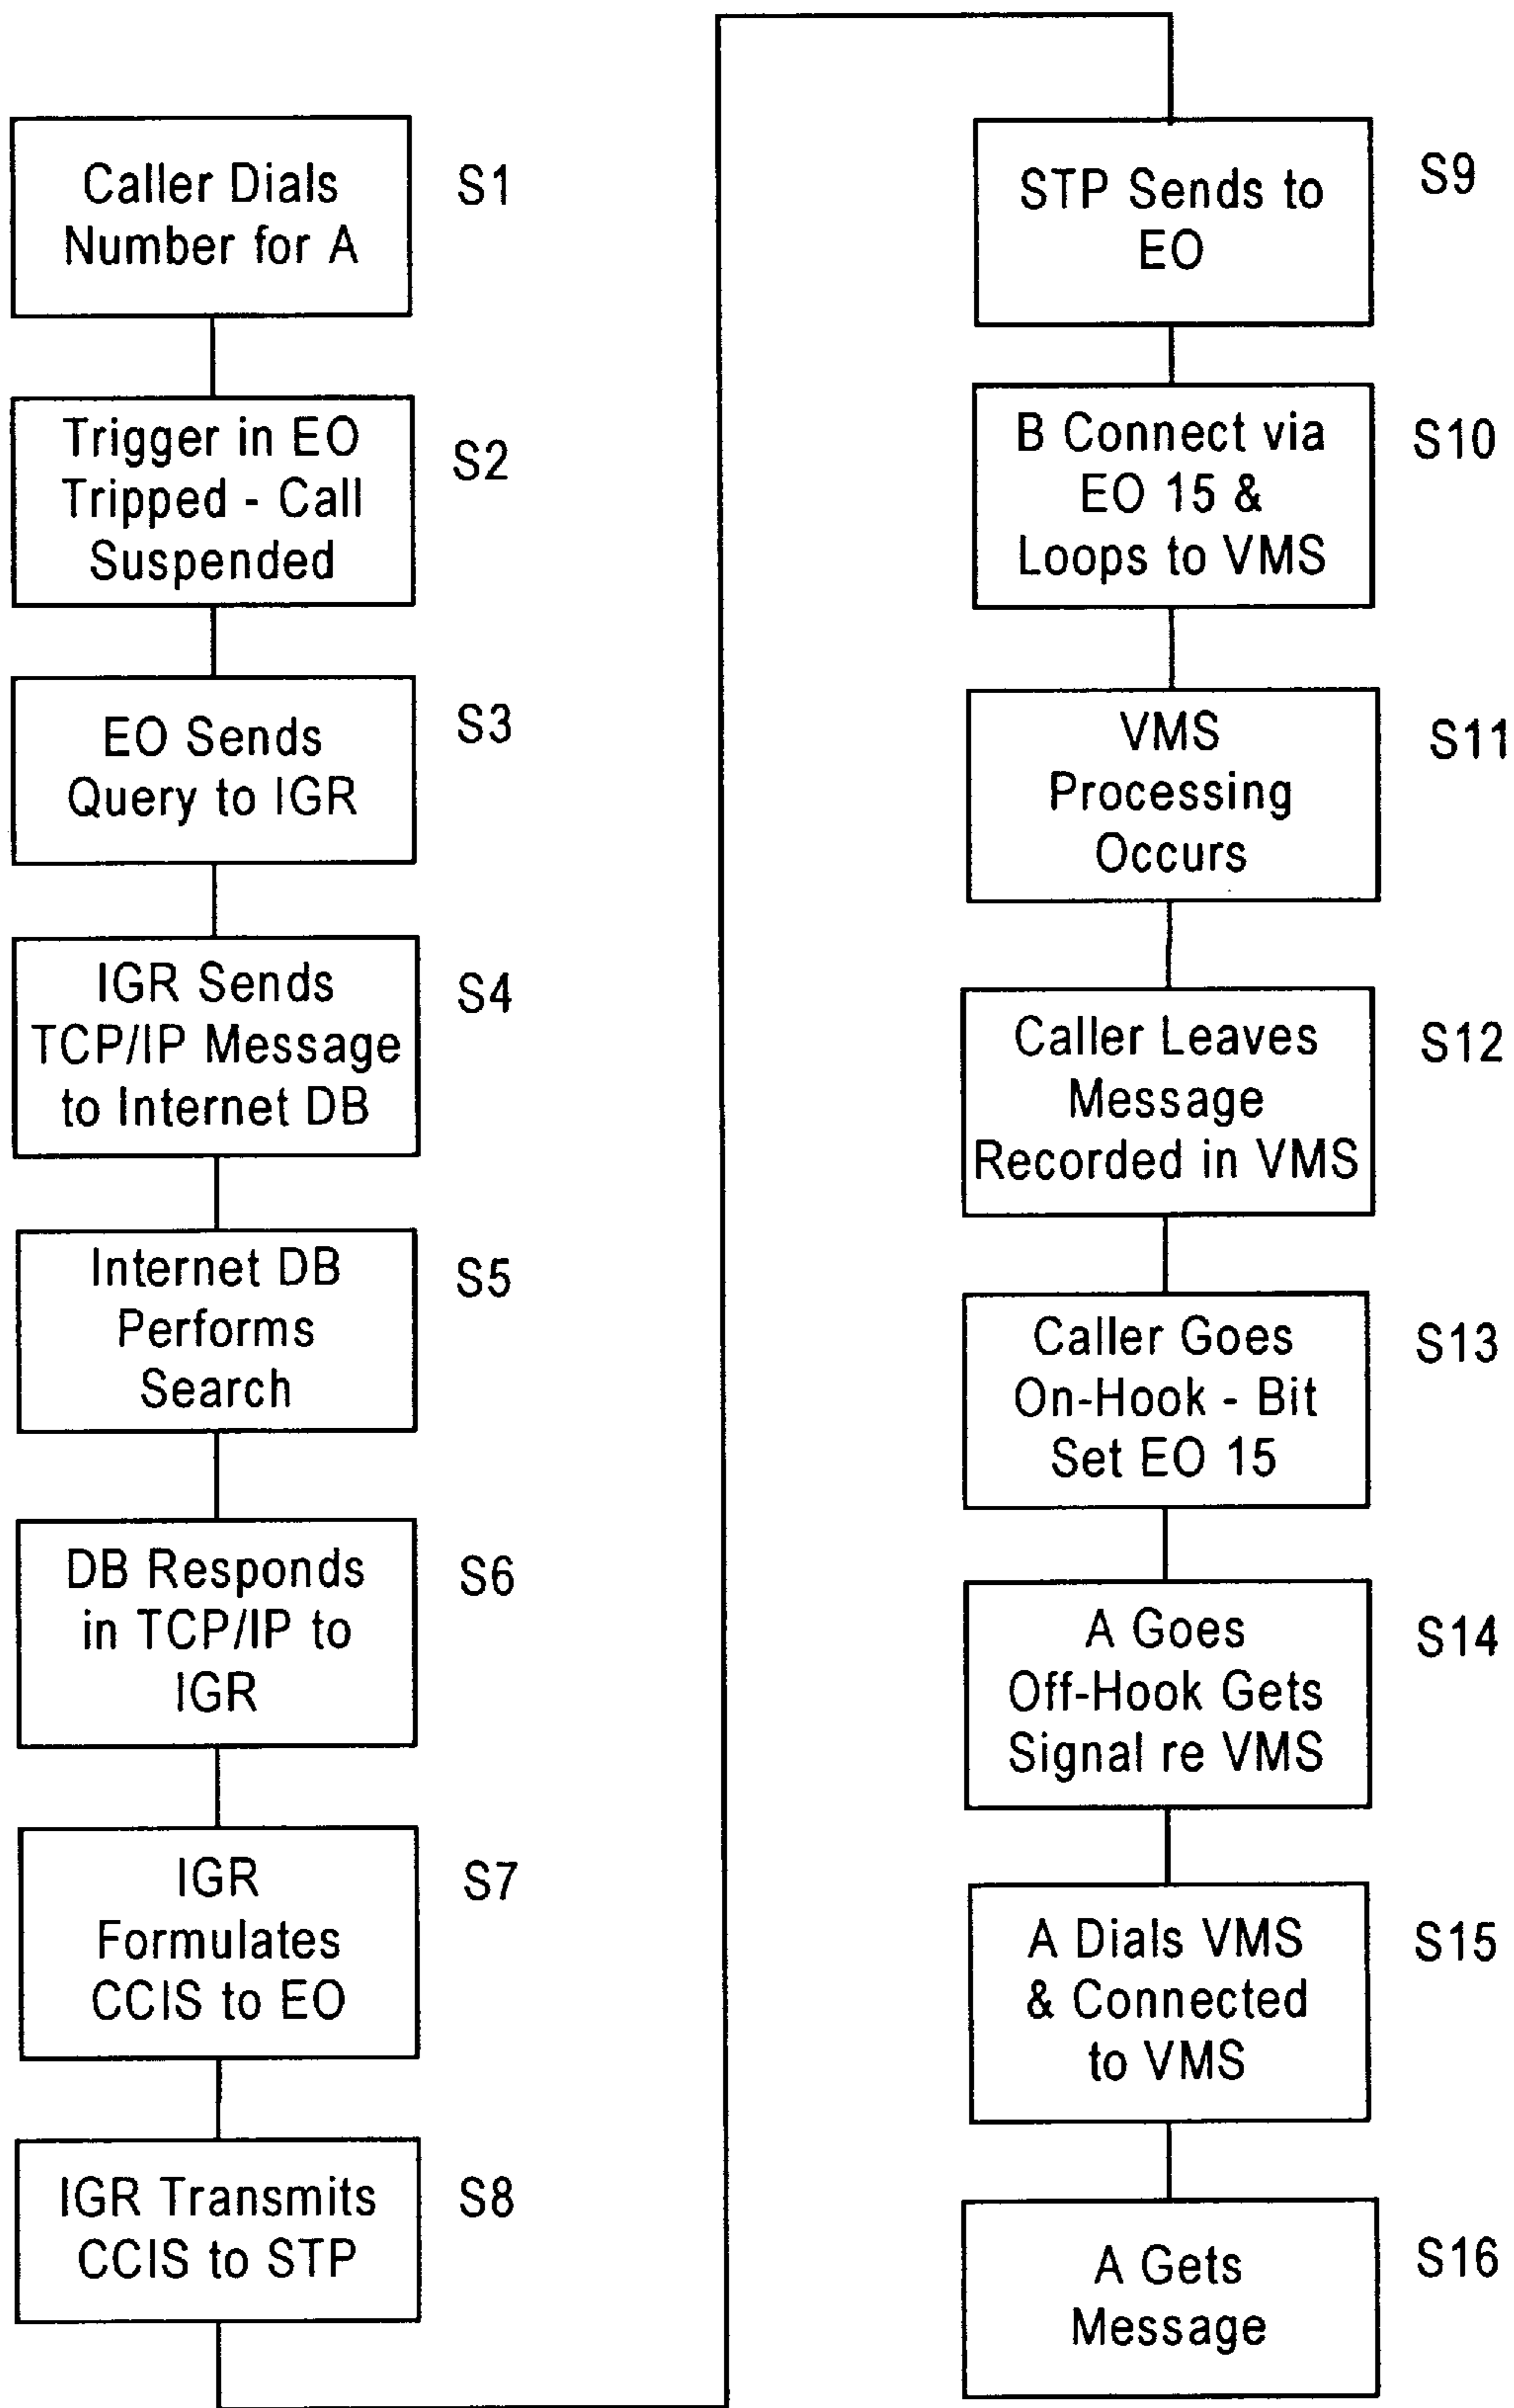 Caller Dials
Number for A
S1
Trigger in EO
Tripped - Call
Suspended
S2
EO Sends
Query to IGR
S3
IGR Sends
TCP/IP Message
to Internet DB
S4
Internet DB
Performs
Search
S5
DB Responds
in TCP/IP to
IGR
S6
IGR
Formulates
CCIS to EO
S7
IGR Transmits
CCIS to STP
S8
STP Sends to
EO
S9
B Connect via
EO 15 &
Loops to VMS
S10
VMS
Processing
Occurs
S11
Caller Leaves
Message
Recorded in VMS
S12
Caller Goes
On-Hook - Bit
Set EO 15
S13
A Goes
Off-Hook Gets
Signal re VMS
S14
A Dials VMS
& Connected
to VMS
S15
A Gets
Message
S16